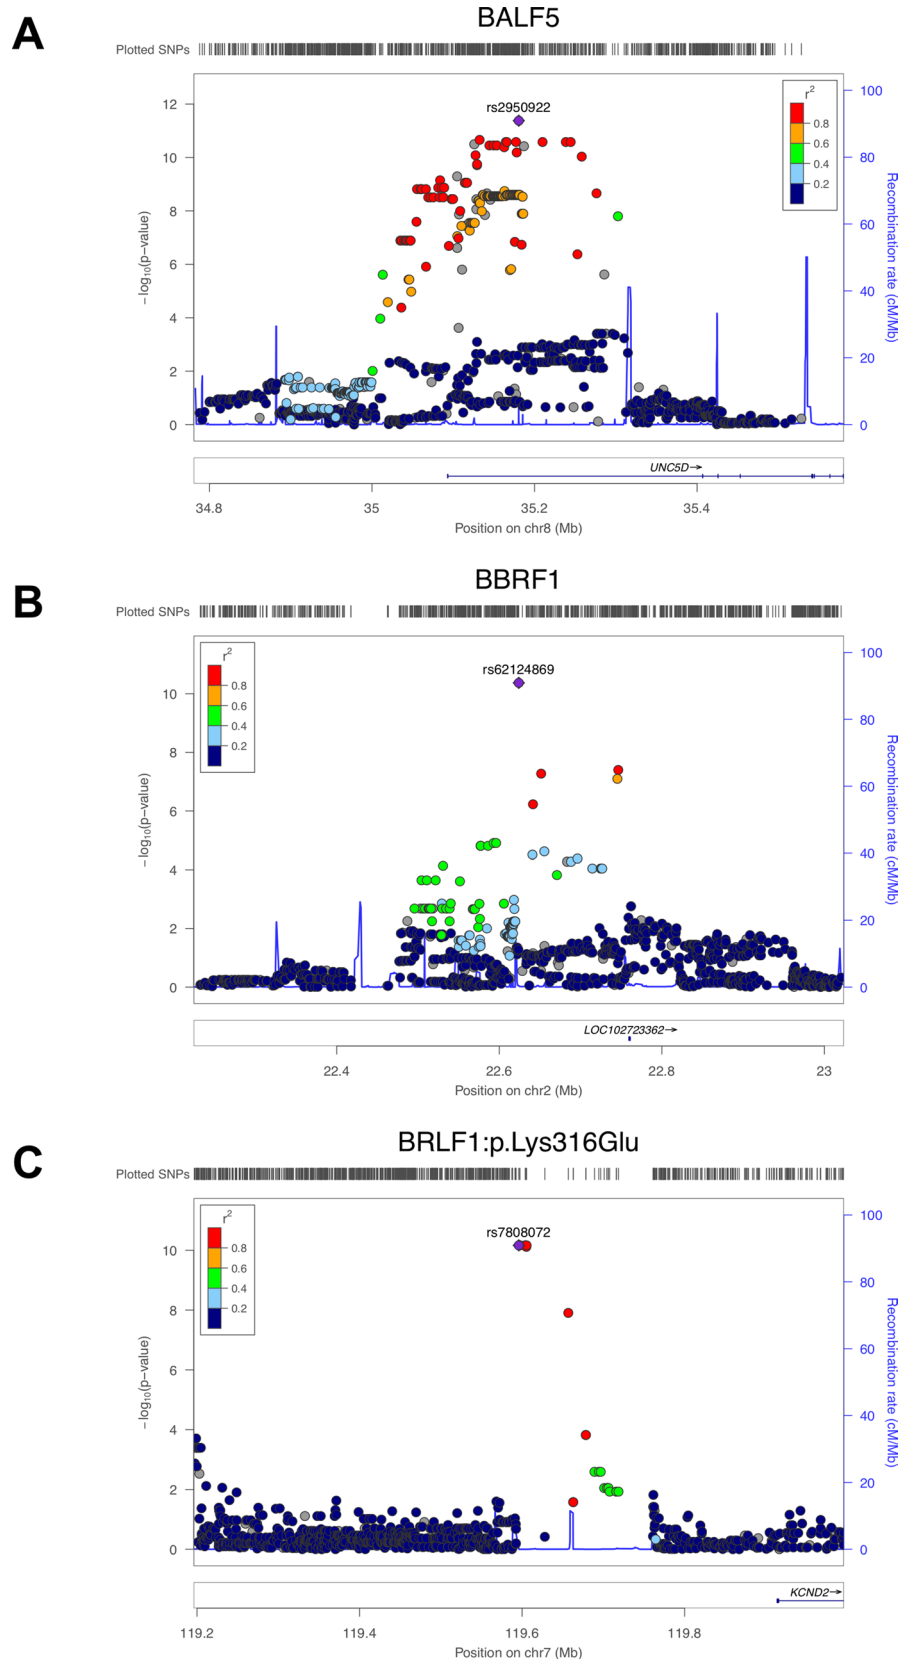 A
BALF5
Plotted SNPs
rs2950922
r2
0.8
0.6
0.4
0.2
12
10
8
6
4
2
0
−log10(p−value)
100
80
60
40
20
0
Recombination rate (cM/Mb)
UNC5D→
34.8 35 35.2 35.4
Position on chr8 (Mb)
B
BBRF1
Plotted SNPs
rs62124869
r2
0.8
0.6
0.4
0.2
10
8
6
4
2
0
−log10(p−value)
100
80
60
40
20
0
Recombination rate (cM/Mb)
LOC102723362→
22.4 22.6 22.8 23
Position on chr2 (Mb)
C
BRLF1:p.Lys316Glu
Plotted SNPs
rs7808072
r2
0.8
0.6
0.4
0.2
10
8
6
4
2
0
−log10(p−value)
100
80
60
40
20
0
Recombination rate (cM/Mb)
KCND2→
119.2 119.4 119.6 119.8
Position on chr7 (Mb)